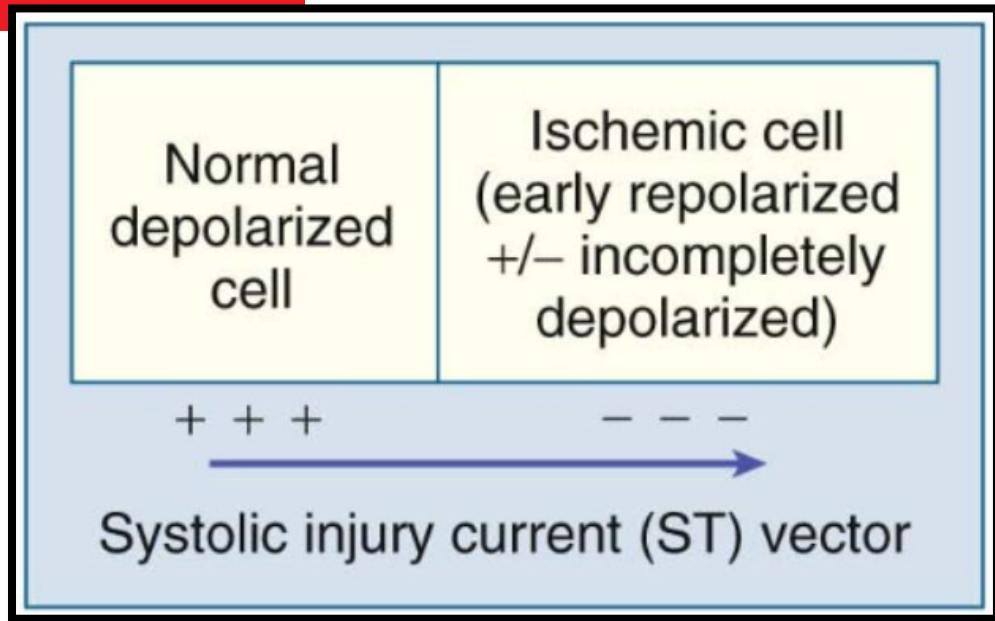 Normal
depolarized
cell
Ischemic cell
(early repolarized
+/− incompletely
depolarized)
+ + +
− − −
Systolic injury current (ST) vector